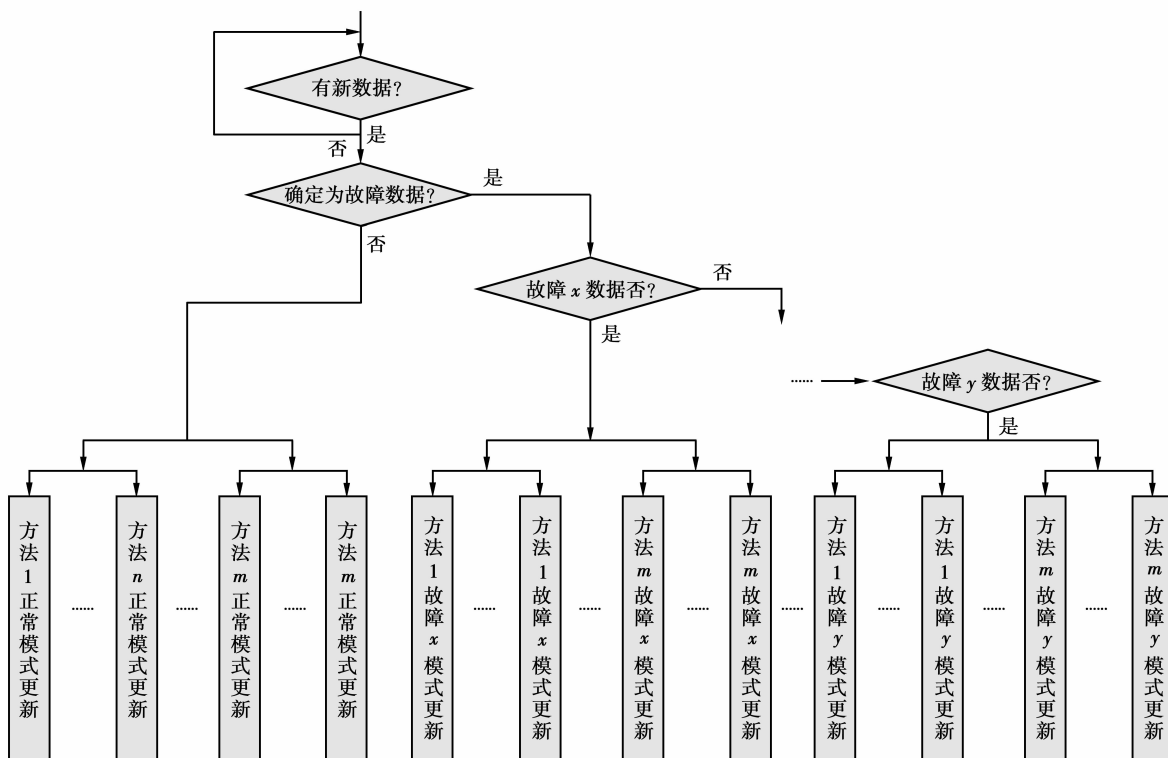 有新数据?
是
否
确定为故障数据?
是
否
故障 x 数据否?
否
是
…… 故障 y 数据否?
是
方法1正常模式更新
……
方法n正常模式更新
……
方法m正常模式更新
……
方法m正常模式更新
方法1故障x模式更新
……
方法1故障x模式更新
……
方法m故障x模式更新
……
方法m故障x模式更新
……
方法1故障y模式更新
……
方法1故障y模式更新
……
方法m故障y模式更新
……
方法m故障y模式更新